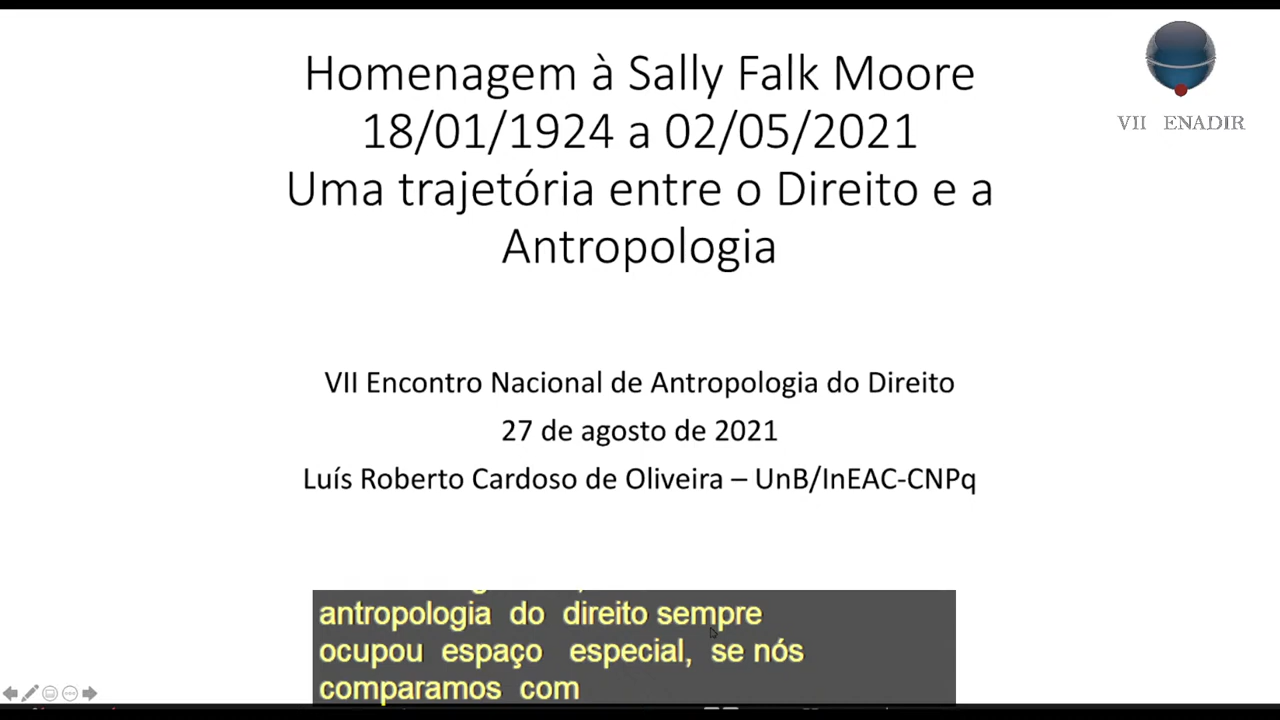 Homenagem à Sally Falk Moore
18/01/1924 a 02/05/2021
Uma trajetória entre o Direito e a
Antropologia
VII ENADIR
VII Encontro Nacional de Antropologia do Direito
27 de agosto de 2021
Luís Roberto Cardoso de Oliveira – UnB/InEAC-CNPq
antropologia do direito sempre
ocupou espaço especial, se nós
comparamos com